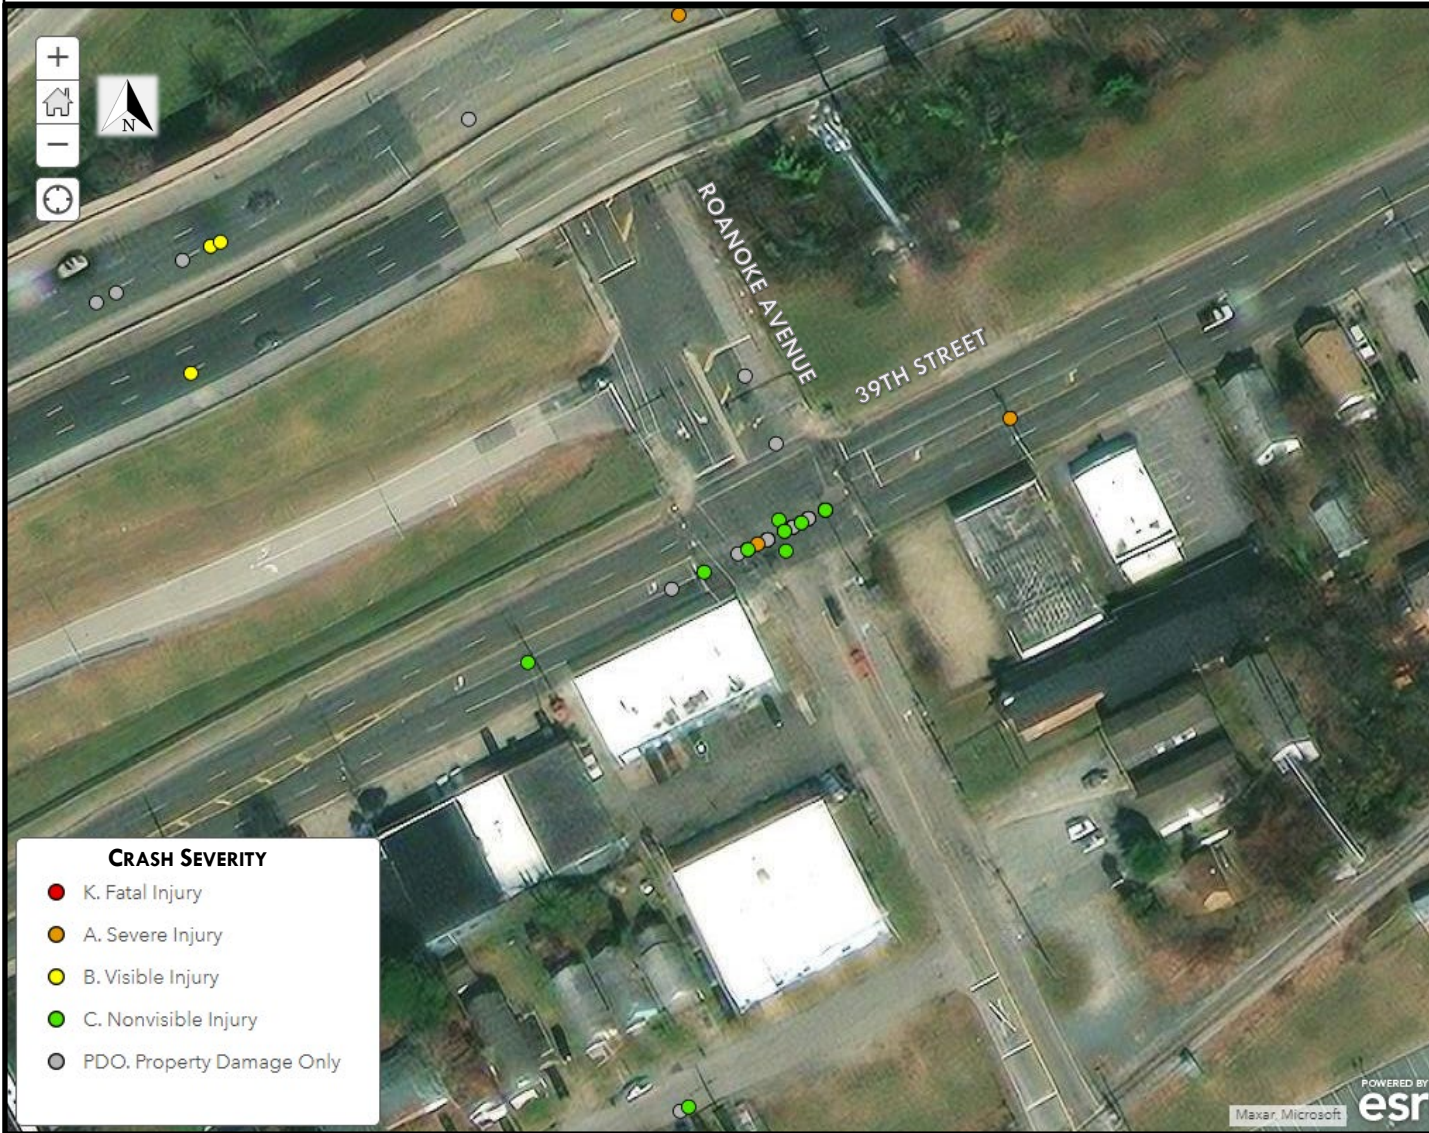 +
N
−
ROANOKE AVENUE
39TH STREET
CRASH SEVERITY
K. Fatal Injury
A. Severe Injury
B. Visible Injury
C. Nonvisible Injury
PDO. Property Damage Only
POWERED BY
esr
Maxar, Microsoft